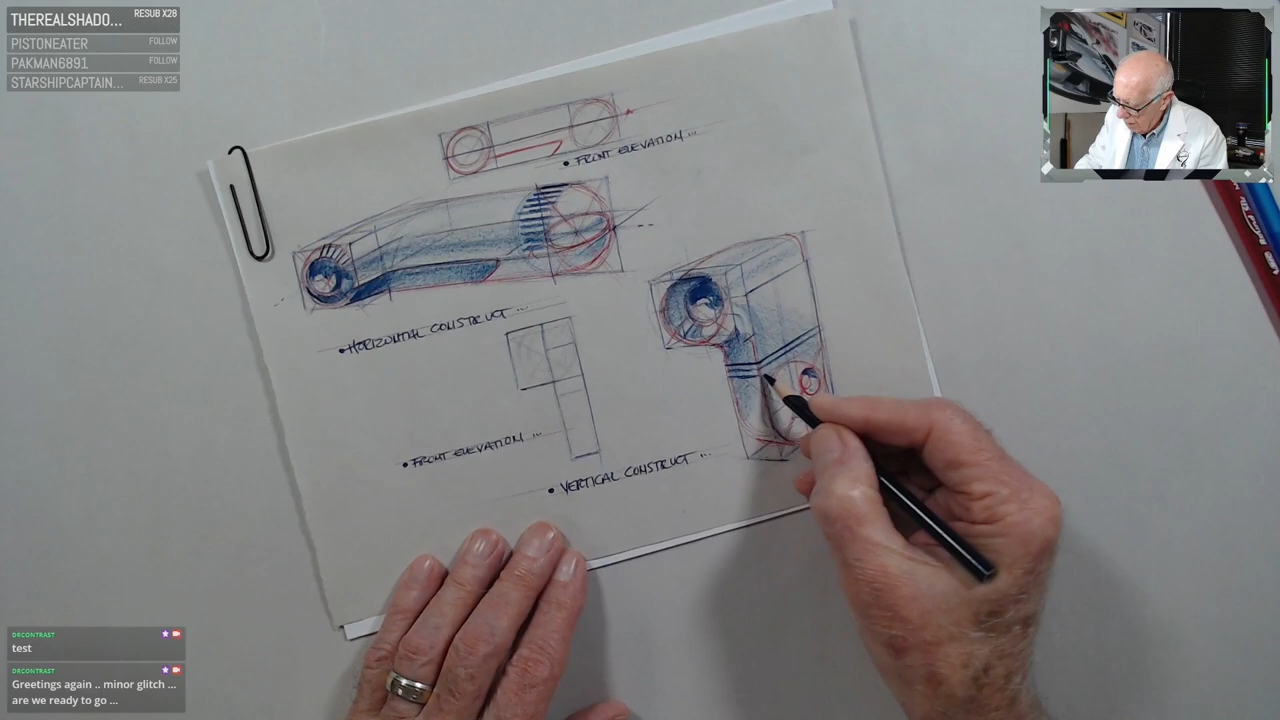 THEREALSHADO...
RESUB X28
PISTONEATER
FOLLOW
PAKMAN6891
FOLLOW
STARSHIPCAPTAIN...
RESUB X25
• FRONT ELEVATION ...
• HORIZONTAL CONSTRUCT ...
• FRONT ELEVATION ...
• VERTICAL CONSTRUCT ...
DRCONTRAST
test
DRCONTRAST
Greetings again .. minor glitch ...
are we ready to go ...